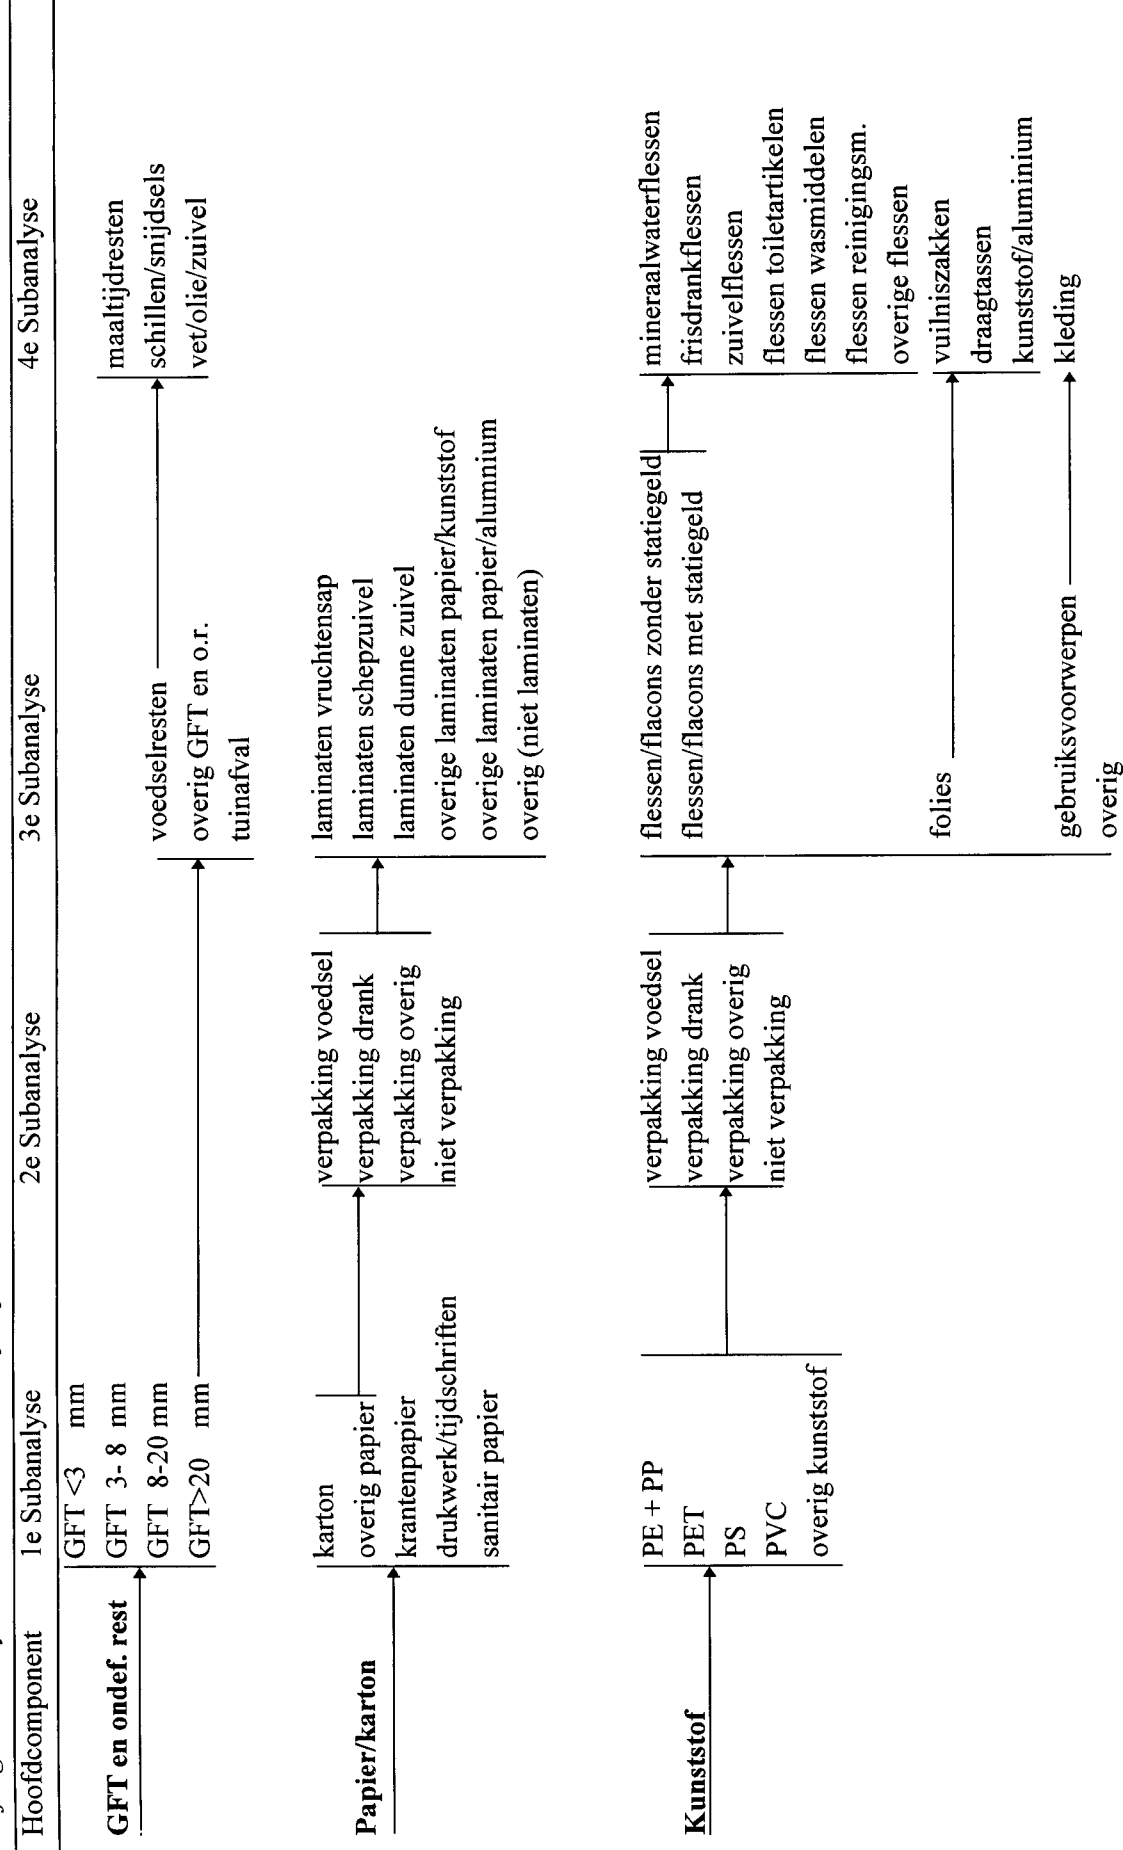 Hoofdcomponent 1e Subanalyse 2e Subanalyse 3e Subanalyse 4e Subanalyse
GFT en ondef. rest
GFT <3 mm
GFT 3- 8 mm
GFT 8-20 mm
GFT>20 mm
voedselresten
overig GFT en o.r.
tuinafval
maaltijdresten
schillen/snijdsels
vet/olie/zuivel
Papier/karton
karton
overig papier
krantenpapier
drukwerk/tijdschriften
sanitair papier
verpakking voedsel
verpakking drank
verpakking overig
niet verpakking
laminaten vruchtensap
laminaten schepzuivel
laminaten dunne zuivel
overige laminaten papier/kunststof
overige laminaten papier/alumnium
overig (niet laminaten)
Kunststof
PE + PP
PET
PS
PVC
overig kunststof
verpakking voedsel
verpakking drank
verpakking overig
niet verpakking
flessen/flacons zonder statiegeld
flessen/flacons met statiegeld
folies
gebruiksvoorwerpen
overig
mineraalwaterflessen
frisdrankflessen
zuivelflessen
flessen toiletartikelen
flessen wasmiddelen
flessen reinigingsm.
overige flessen
vuilniszakken
draagtassen
kunststof/aluminium
kleding